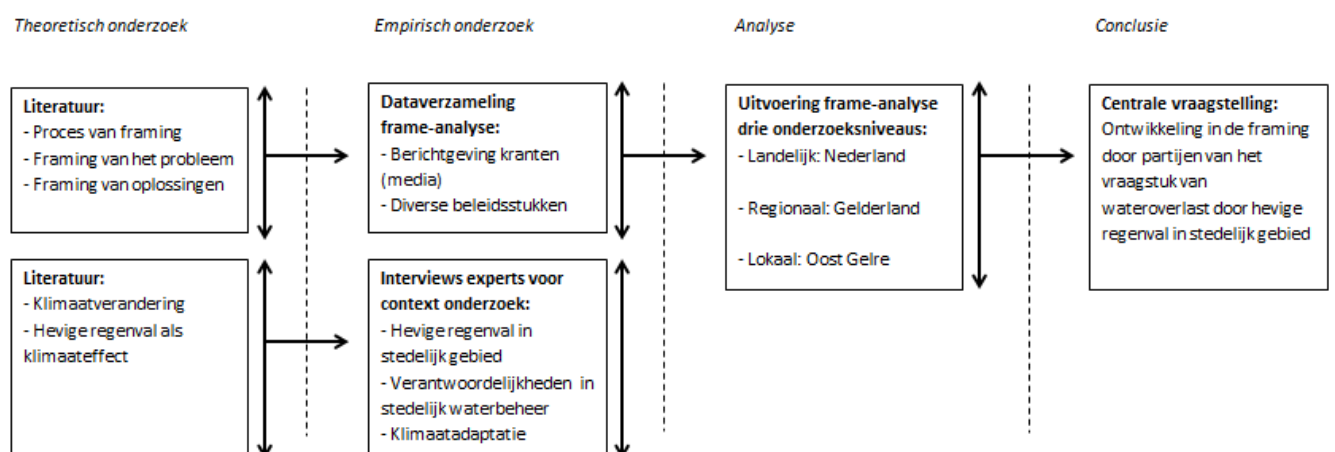 Theoretisch onderzoek
Empirisch onderzoek
Analyse
Conclusie
Literatuur:
- Proces van framing
- Framing van het probleem
- Framing van oplossingen
Literatuur:
- Klimaatverandering
- Hevige regenval als
klimaateffect
Dataverzameling
frame-analyse:
- Berichtgeving kranten
(media)
- Diverse beleidsstukken
Interviews experts voor
context onderzoek:
- Hevige regenval in
stedelijk gebied
- Verantwoordelijkheden in
stedelijk waterbeheer
- Klimaatadaptatie
Uitvoering frame-analyse
drie onderzoeksniveaus:
- Landelijk: Nederland
- Regionaal: Gelderland
- Lokaal: Oost Gelre
Centrale vraagstelling:
Ontwikkeling in de framing
door partijen van het
vraagstuk van
wateroverlast door hevige
regenval in stedelijk gebied